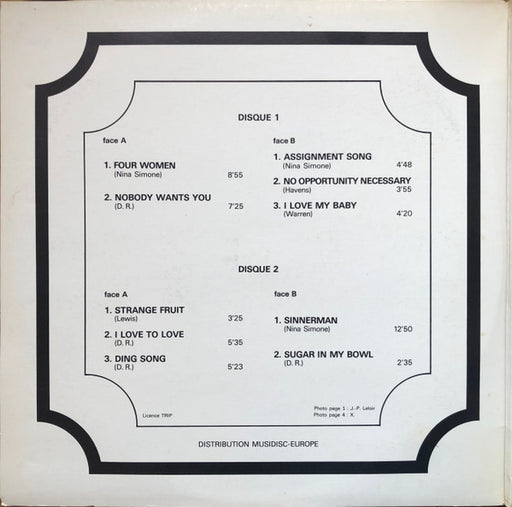 DISQUE 1
face A
1. FOUR WOMEN
(Nina Simone) 8'55
2. NOBODY WANTS YOU
(D. R.) 7'25
face B
1. ASSIGNMENT SONG
(Nina Simone) 4'48
2. NO OPPORTUNITY NECESSARY
(Havens) 3'55
3. I LOVE MY BABY
(Warren) 4'20
DISQUE 2
face A
1. STRANGE FRUIT
(Lewis) 3'25
2. I LOVE TO LOVE
(D. R.) 5'35
3. DING SONG
(D. R.) 5'23
face B
1. SINNERMAN
(Nina Simone) 12'50
2. SUGAR IN MY BOWL
(D. R.) 2'35
Licence TRIP
Photo page 1 : J.-P. Leloir
Photo page 4 : X.
DISTRIBUTION MUSIDISC-EUROPE